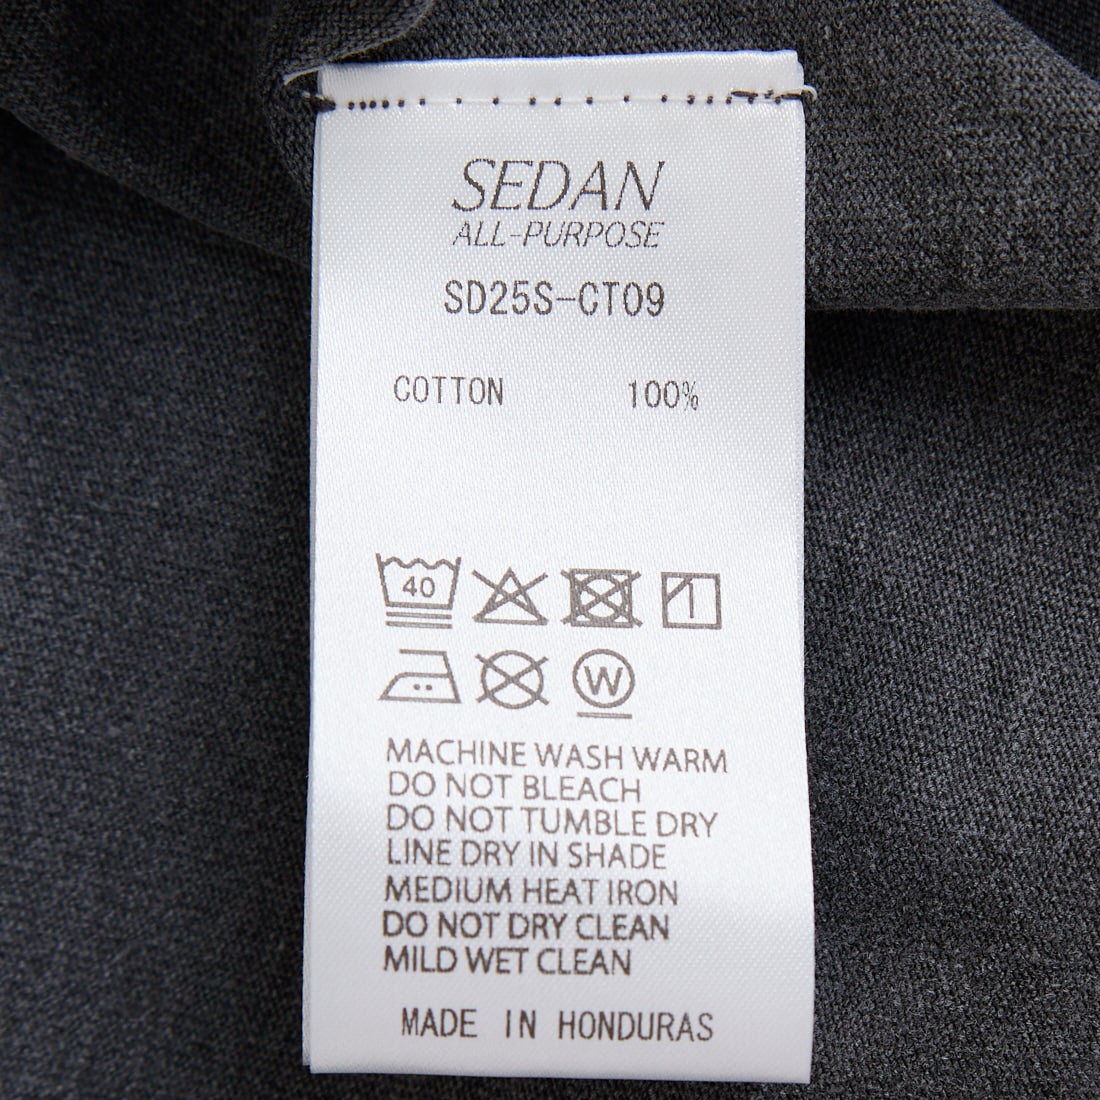 SEDAN
ALL-PURPOSE
SD25S-CT09
COTTON 100%
40
W
MACHINE WASH WARM
DO NOT BLEACH
DO NOT TUMBLE DRY
LINE DRY IN SHADE
MEDIUM HEAT IRON
DO NOT DRY CLEAN
MILD WET CLEAN
MADE IN HONDURAS